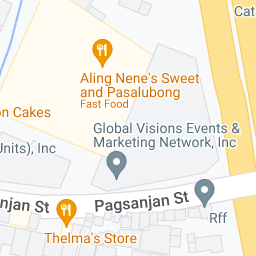 Cat
Aling Nene's Sweet
and Pasalubong
Fast Food
on Cakes
Global Visions Events &
Marketing Network, Inc
Units), Inc
Pagsanjan St
njan St
Rff
Thelma's Store